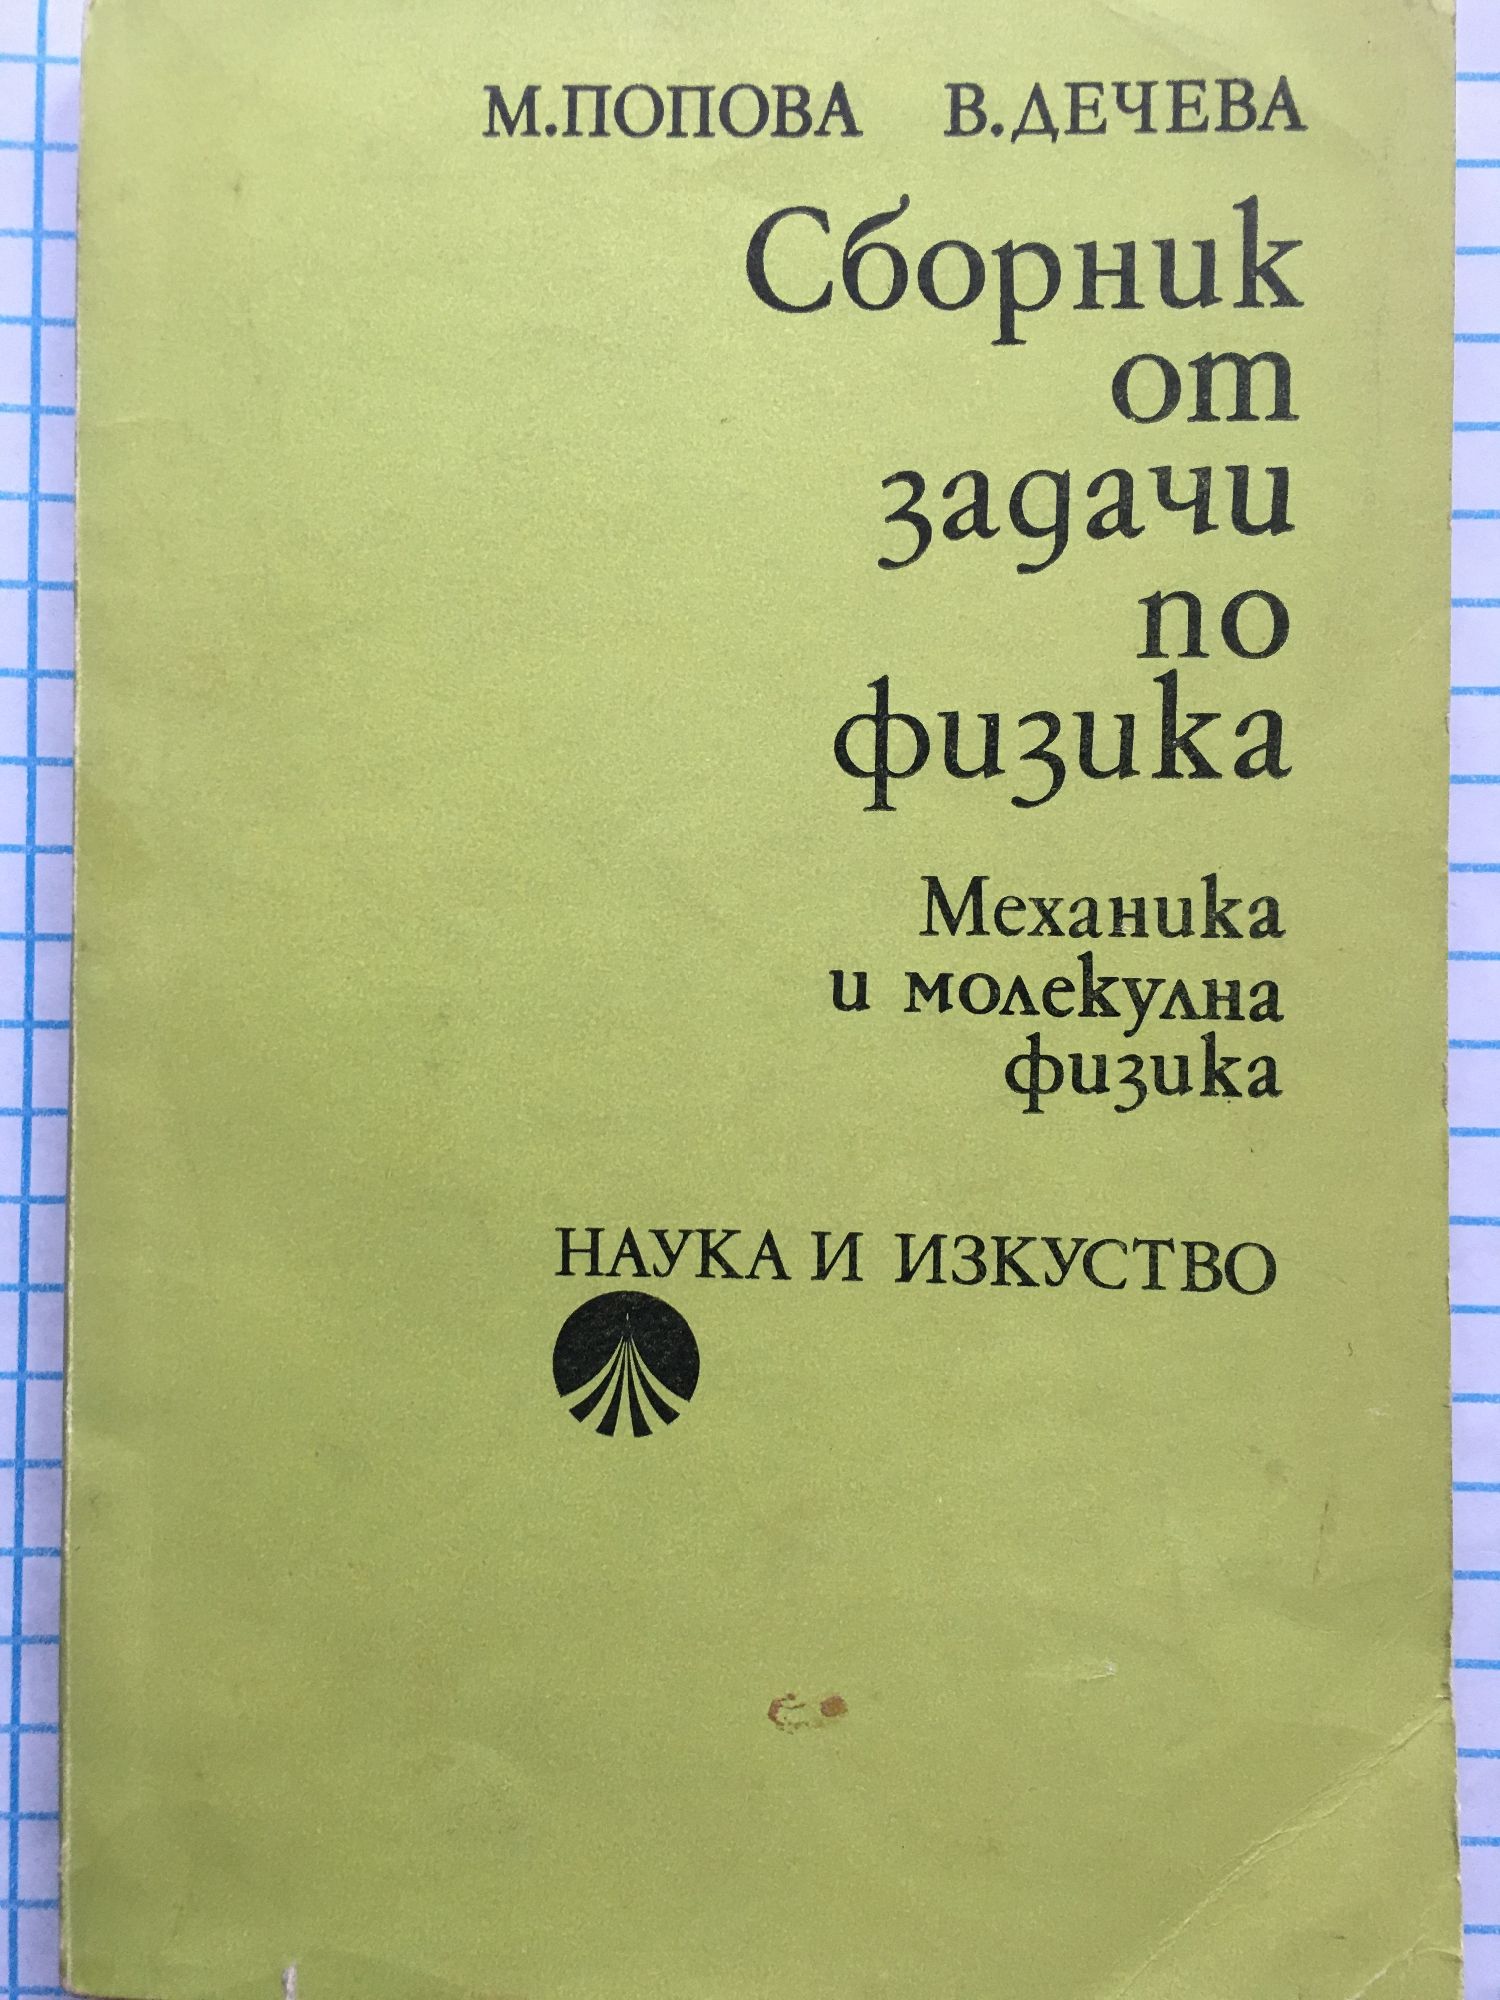 М.ПОПОВА В.ДЕЧЕВА
Сборник
от
задачи
по
физика
Механика
и молекулна
физика
НАУКА И ИЗКУСТВО